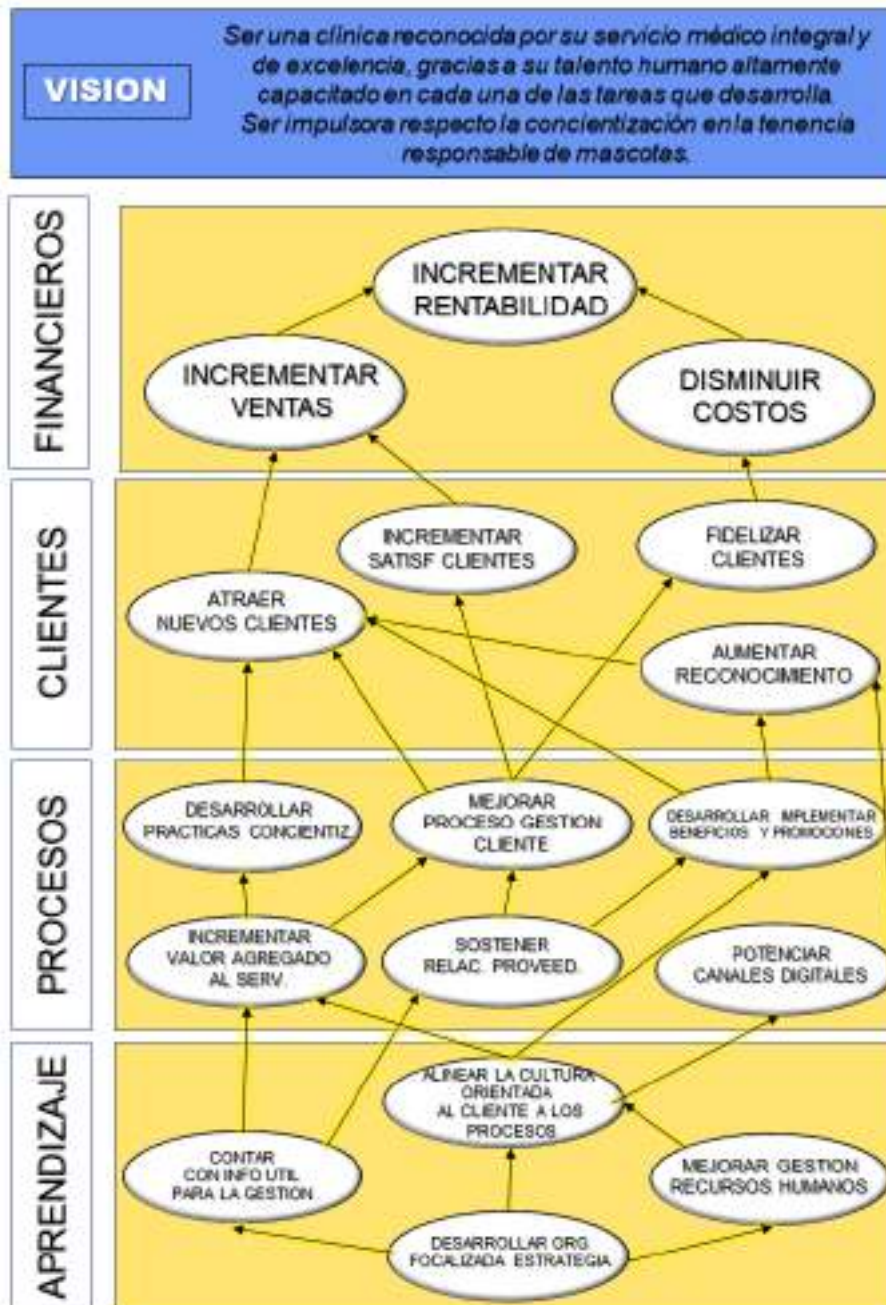 VISION
Ser una clínica reconocida por su servicio médico integral y
de excelencia, gracias a su talento humano altamente
capacitado en cada una de las tareas que desarrolla.
Ser impulsora respecto la concientización en la tenencia
responsable de mascotas.
FINANCIEROS
INCREMENTAR
RENTABILIDAD
INCREMENTAR
VENTAS
DISMINUIR
COSTOS
CLIENTES
INCREMENTAR
SATISF CLIENTES
FIDELIZAR
CLIENTES
ATRAER
NUEVOS CLIENTES
AUMENTAR
RECONOCIMIENTO
PROCESOS
DESARROLLAR
PRACTICAS CONCIENTIZ.
MEJORAR
PROCESO GESTION
CLIENTE
DESARROLLAR IMPLEMENTAR
BENEFICIOS Y PROMOCIONES
INCREMENTAR
VALOR AGREGADO
AL SERV.
SOSTENER
RELAC. PROVEED.
POTENCIAR
CANALES DIGITALES
APRENDIZAJE
ALINEAR LA CULTURA
ORIENTADA
AL CLIENTE A LOS
PROCESOS
CONTAR
CON INFO UTIL
PARA LA GESTION
MEJORAR GESTION
RECURSOS HUMANOS
DESARROLLAR ORG.
FOCALIZADA ESTRATEGIA